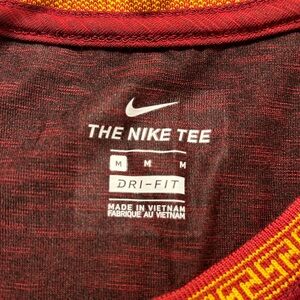 THE NIKE TEE
M M M
DRI-FIT
MADE IN VIETNAM
FABRIQUE AU VIETNAM